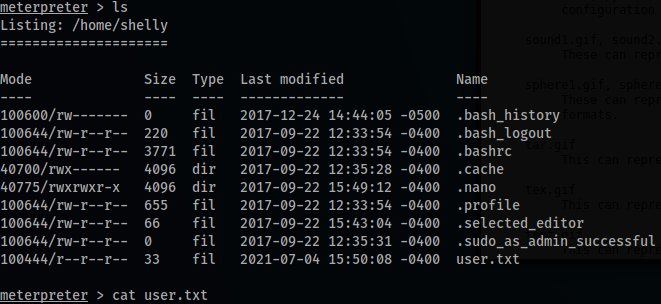 meterpreter > ls
Listing: /home/shelly
=====================
Mode Size Type Last modified Name
---- ---- ---- ------------- ----
100600/rw------- 0 fil 2017-12-24 14:44:05 -0500 .bash_history
100644/rw-r--r-- 220 fil 2017-09-22 12:33:54 -0400 .bash_logout
100644/rw-r--r-- 3771 fil 2017-09-22 12:33:54 -0400 .bashrc
40700/rwx------ 4096 dir 2017-09-22 12:35:28 -0400 .cache
40775/rwxrwxr-x 4096 dir 2017-09-22 15:49:12 -0400 .nano
100644/rw-r--r-- 655 fil 2017-09-22 12:33:54 -0400 .profile
100644/rw-r--r-- 66 fil 2017-09-22 15:43:04 -0400 .selected_editor
100644/rw-r--r-- 0 fil 2017-09-22 12:35:31 -0400 .sudo_as_admin_successful
100444/r--r--r-- 33 fil 2021-07-04 15:50:08 -0400 user.txt
meterpreter > cat user.txt
configuration
sound1.gif, sound2
These can
sphere1.gif, sphere
These can
formats.
tar.gif
This can
tex.gif
This can